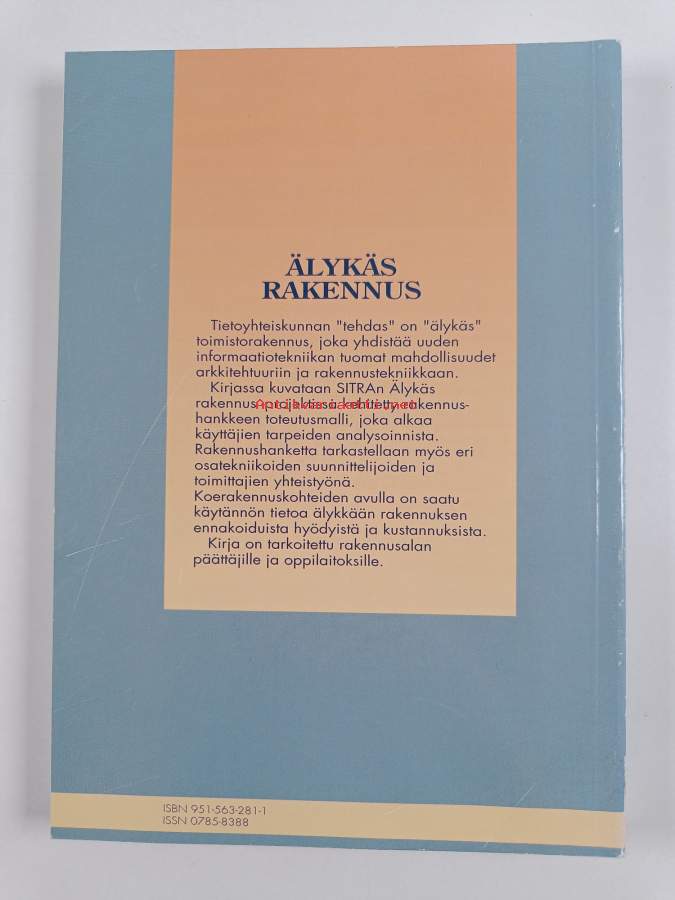 ÄLYKÄS
RAKENNUS
Tietoyhteiskunnan "tehdas" on "älykäs"
toimistorakennus, joka yhdistää uuden
informaatiotekniikan tuomat mahdollisuudet
arkkitehtuuriin ja rakennustekniikkaan.
Kirjassa kuvataan SITRAn Älykäs
rakennus -projektissa kehitetty rakennus-
hankkeen toteutusmalli, joka alkaa
käyttäjien tarpeiden analysoinnista.
Rakennushanketta tarkastellaan myös eri
osatekniikoiden suunnittelijoiden ja
toimittajien yhteistyönä.
Koerakennuskohteiden avulla on saatu
käytännön tietoa älykkään rakennuksen
ennakoiduista hyödyistä ja kustannuksista.
Kirja on tarkoitettu rakennusalan
päättäjille ja oppilaitoksille.
ISBN 951-563-281-1
ISSN 0785-8388